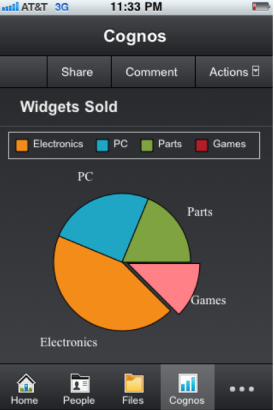 AT&T 3G 11:33 PM
Cognos
Share Comment Actions
Widgets Sold
Electronics PC Parts Games
PC
Parts
Games
Electronics
Home People Files Cognos